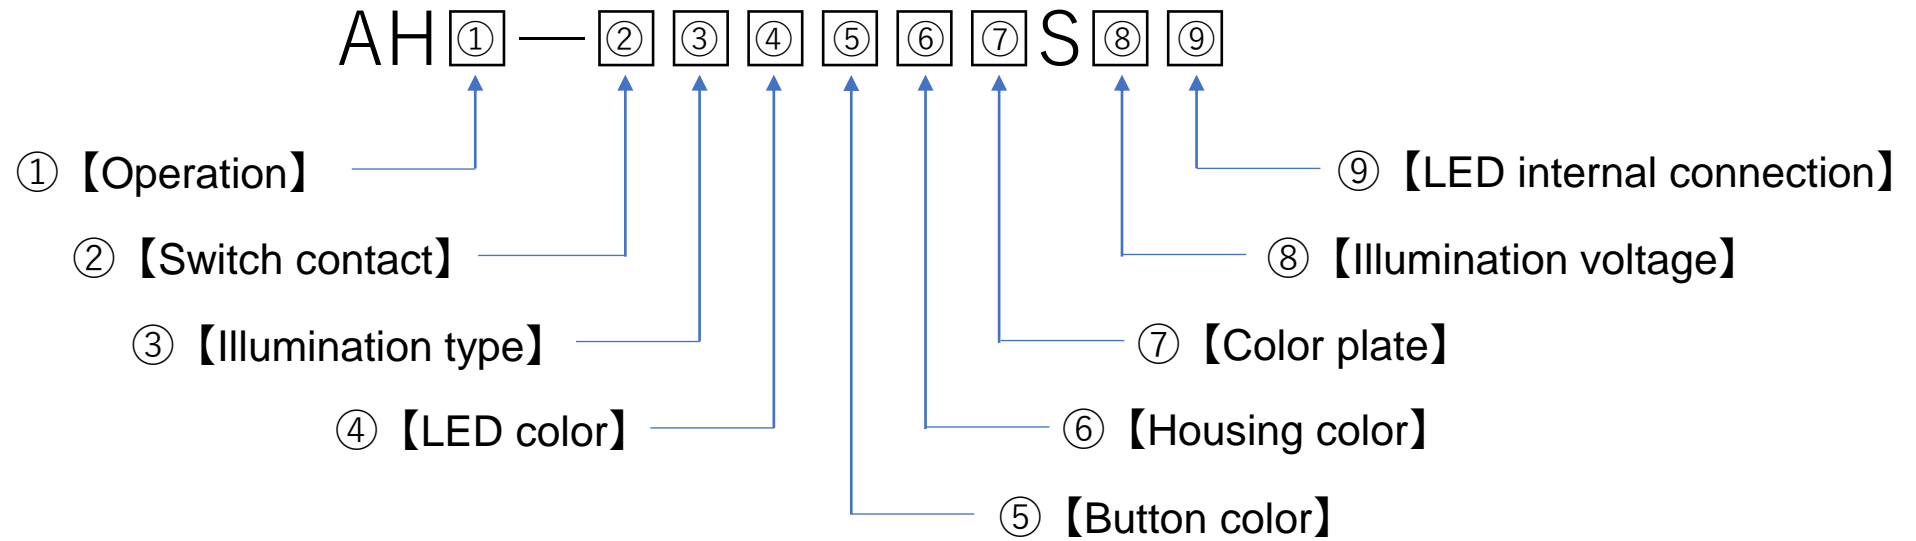 AH①—②③④⑤⑥⑦S⑧⑨
①【Operation】
⑨【LED internal connection】
②【Switch contact】
⑧【Illumination voltage】
③【Illumination type】
⑦【Color plate】
④【LED color】
⑥【Housing color】
⑤【Button color】